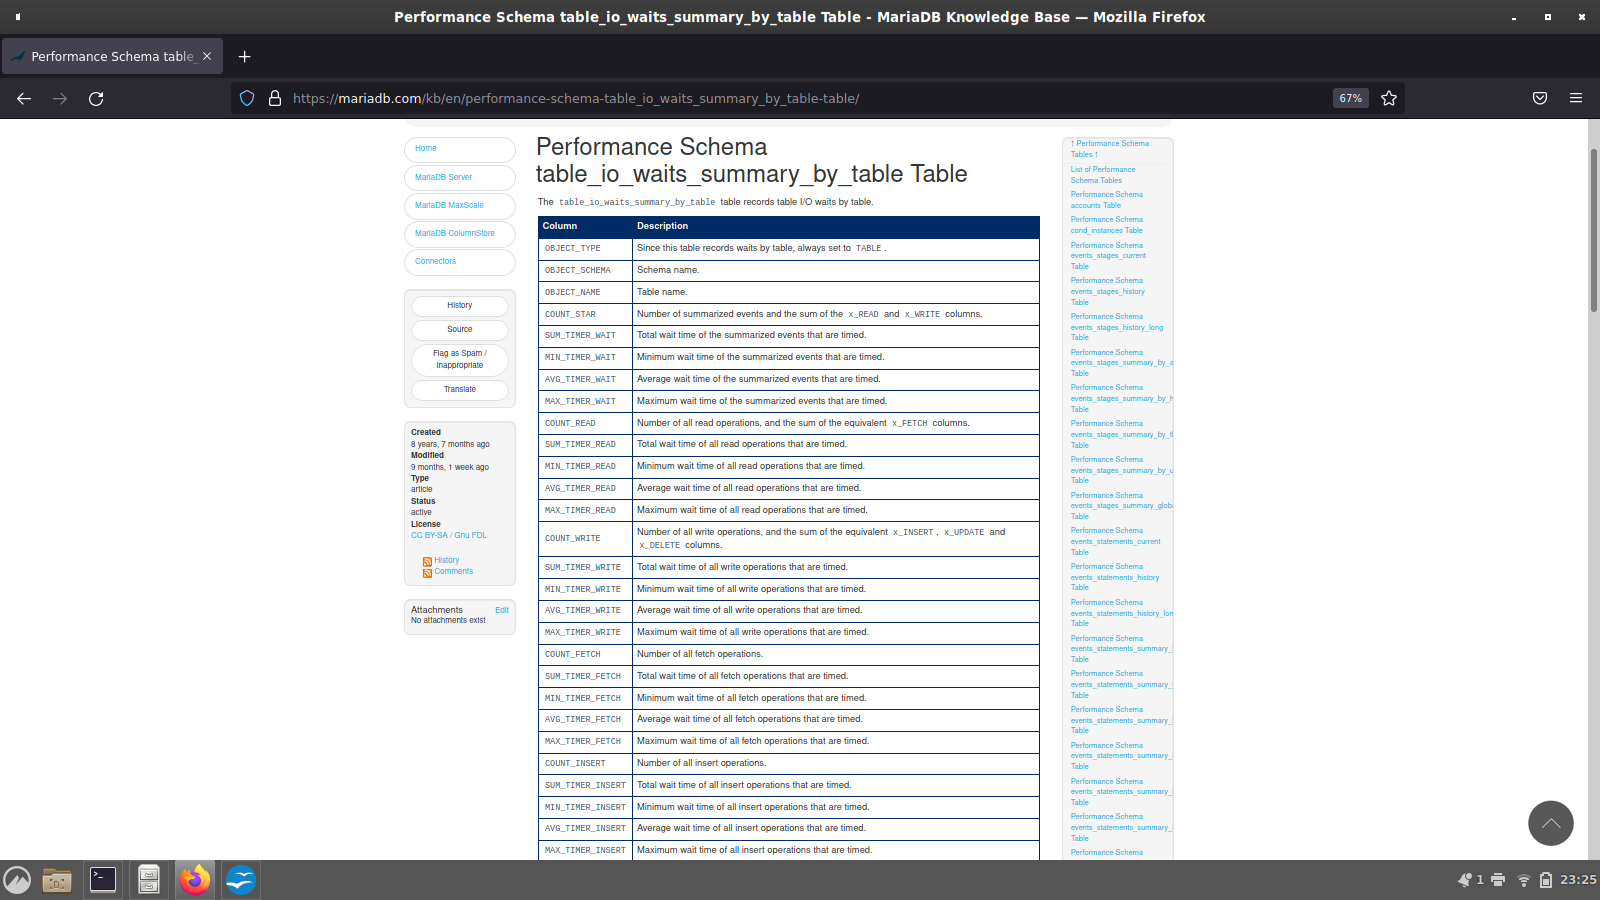 Performance Schema table_io_waits_summary_by_table Table - MariaDB Knowledge Base — Mozilla Firefox
Performance Schema table_
https://mariadb.com/kb/en/performance-schema-table_io_waits_summary_by_table-table/
67%
Home
MariaDB Server
MariaDB MaxScale
MariaDB ColumnStore
Connectors
History
Source
Flag as Spam /
Inappropriate
Translate
Created
8 years, 7 months ago
Modified
9 months, 1 week ago
Type
article
Status
active
License
CC BY-SA / Gnu FDL
History
Comments
Attachments
Edit
No attachments exist
Performance Schema
table_io_waits_summary_by_table Table
The table_io_waits_summary_by_table table records table I/O waits by table.
Column Description
OBJECT_TYPE Since this table records waits by table, always set to TABLE .
OBJECT_SCHEMA Schema name.
OBJECT_NAME Table name.
COUNT_STAR Number of summarized events and the sum of the x_READ and x_WRITE columns.
SUM_TIMER_WAIT Total wait time of the summarized events that are timed.
MIN_TIMER_WAIT Minimum wait time of the summarized events that are timed.
AVG_TIMER_WAIT Average wait time of the summarized events that are timed.
MAX_TIMER_WAIT Maximum wait time of the summarized events that are timed.
COUNT_READ Number of all read operations, and the sum of the equivalent x_FETCH columns.
SUM_TIMER_READ Total wait time of all read operations that are timed.
MIN_TIMER_READ Minimum wait time of all read operations that are timed.
AVG_TIMER_READ Average wait time of all read operations that are timed.
MAX_TIMER_READ Maximum wait time of all read operations that are timed.
COUNT_WRITE Number of all write operations, and the sum of the equivalent x_INSERT , x_UPDATE and
x_DELETE columns.
SUM_TIMER_WRITE Total wait time of all write operations that are timed.
MIN_TIMER_WRITE Minimum wait time of all write operations that are timed.
AVG_TIMER_WRITE Average wait time of all write operations that are timed.
MAX_TIMER_WRITE Maximum wait time of all write operations that are timed.
COUNT_FETCH Number of all fetch operations.
SUM_TIMER_FETCH Total wait time of all fetch operations that are timed.
MIN_TIMER_FETCH Minimum wait time of all fetch operations that are timed.
AVG_TIMER_FETCH Average wait time of all fetch operations that are timed.
MAX_TIMER_FETCH Maximum wait time of all fetch operations that are timed.
COUNT_INSERT Number of all insert operations.
SUM_TIMER_INSERT Total wait time of all insert operations that are timed.
MIN_TIMER_INSERT Minimum wait time of all insert operations that are timed.
AVG_TIMER_INSERT Average wait time of all insert operations that are timed.
MAX_TIMER_INSERT Maximum wait time of all insert operations that are timed.
↑ Performance Schema
Tables ↑
List of Performance
Schema Tables
Performance Schema
accounts Table
Performance Schema
cond_instances Table
Performance Schema
events_stages_current
Table
Performance Schema
events_stages_history
Table
Performance Schema
events_stages_history_long
Table
Performance Schema
events_stages_summary_by_a
Table
Performance Schema
events_stages_summary_by_h
Table
Performance Schema
events_stages_summary_by_t
Table
Performance Schema
events_stages_summary_by_u
Table
Performance Schema
events_stages_summary_globa
Table
Performance Schema
events_statements_current
Table
Performance Schema
events_statements_history
Table
Performance Schema
events_statements_history_lon
Table
Performance Schema
events_statements_summary_
Table
Performance Schema
events_statements_summary_
Table
Performance Schema
events_statements_summary_
Table
Performance Schema
events_statements_summary_
Table
Performance Schema
events_statements_summary_
Table
Performance Schema
events_statements_summary_
Table
Performance Schema
1
23:25